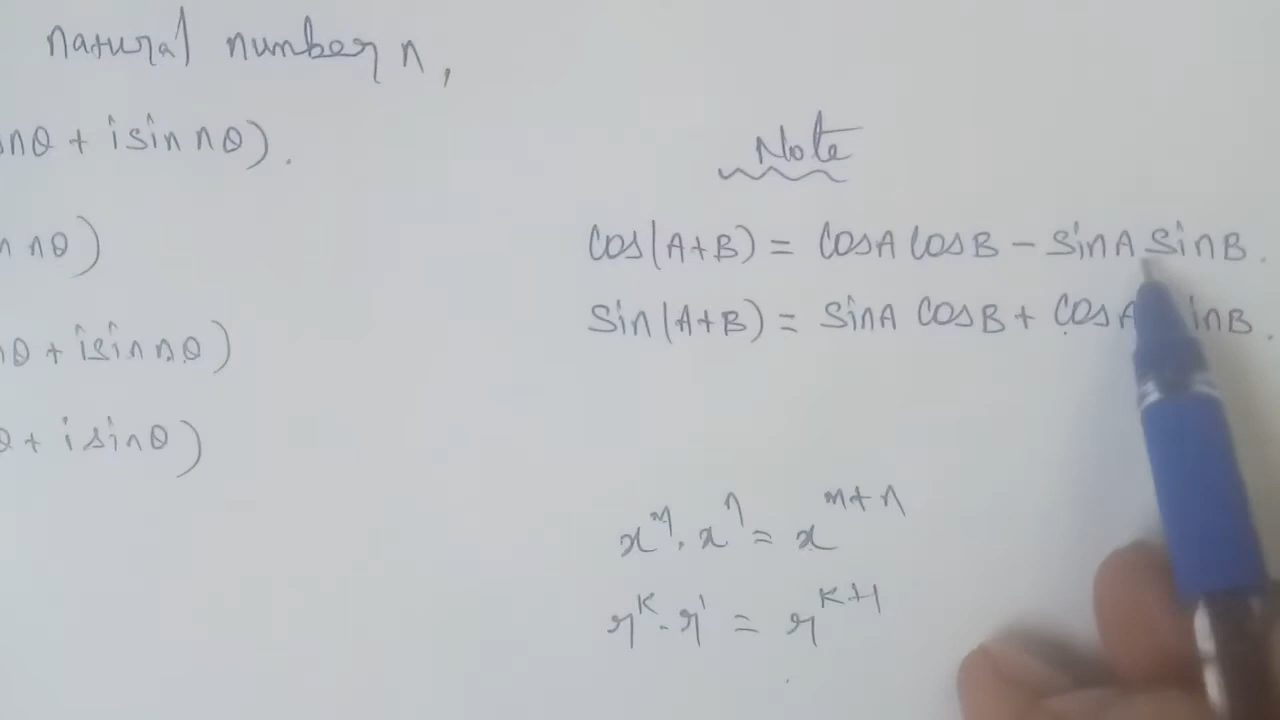 natural number n,
nθ + i sin nθ).
nθ)
θ + i sin nθ)
θ + i sin θ)
Note
cos(A+B) = cosA cosB - sinA sinB.
sin(A+B) = sinA cosB + cosA inB.
x^m . x^n = x^m+n
r^k . r^1 = r^k+1